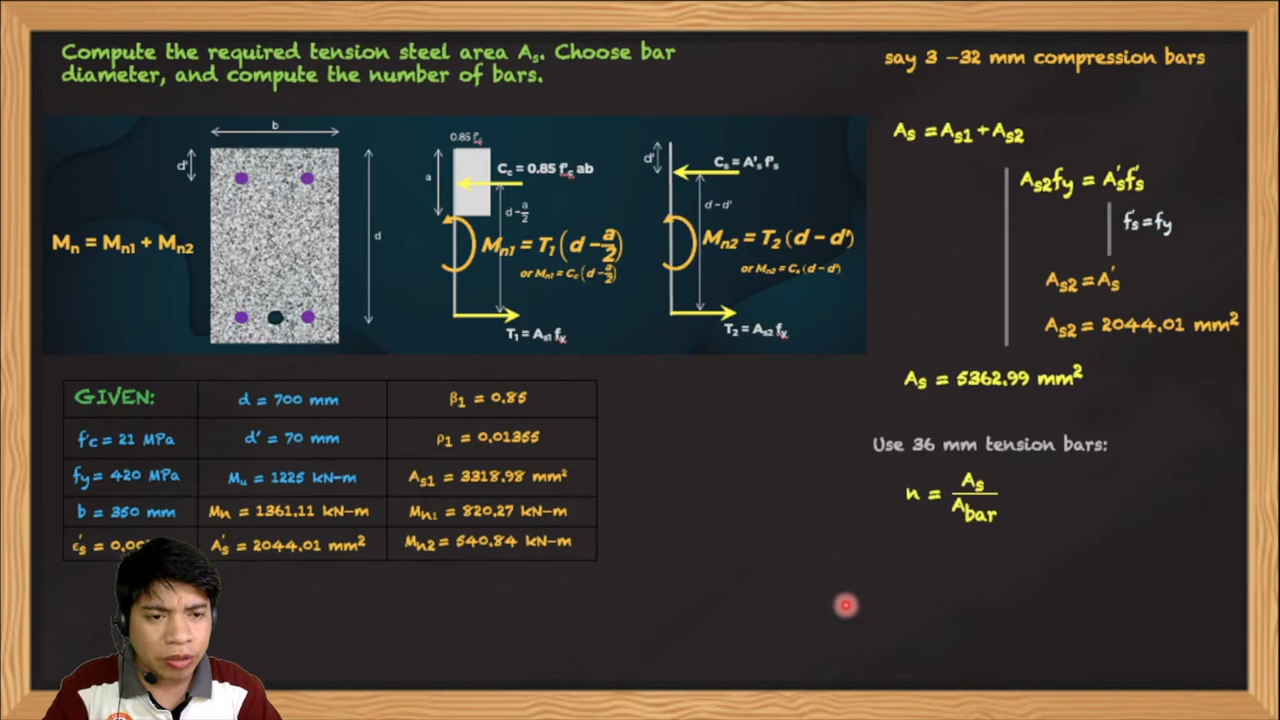 Compute the required tension steel area As. Choose bar
diameter, and compute the number of bars.
say 3 -32 mm compression bars
As = As1 + As2
As2fy = A's f's
f's = fy
As2 = A's
As2 = 2044.01 mm²
As = 5362.99 mm²
Use 36 mm tension bars:
n = As / Abar
b
d'
d
Mn = Mn1 + Mn2
0.85 f'c
a
Cc = 0.85 f'c ab
d - a/2
Mn1 = T1 (d - a/2)
or Mn1 = Cc (d - a/2)
T1 = As1 fy
d'
Cs = A's f's
d - d'
Mn2 = T2 (d - d')
or Mn2 = Cs (d - d')
T2 = As2 fy
GIVEN: d = 700 mm β1 = 0.85
f'c = 21 MPa d' = 70 mm ρ1 = 0.01355
fy = 420 MPa Mu = 1225 kN-m As1 = 3318.98 mm²
b = 350 mm Mn = 1361.11 kN-m Mn1 = 820.27 kN-m
A's = 2044.01 mm² Mn2 = 540.84 kN-m